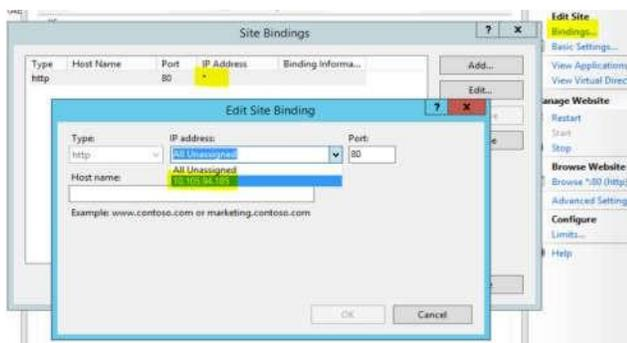 Edit Site
Site Bindings
? x
Bindings...
Basic Settings...
Type Host Name Port IP Address Binding Informa...
Add...
View Applications
http 80 *
View Virtual Direc
Edit...
anage Website
Edit Site Binding
? x
Restart
Start
Type: IP address: Port:
Stop
http All Unassigned 80
All Unassigned
Browse Website
Host name: 10.105.94.185
Browse *:80 (http)
Advanced Setting
Example: www.contoso.com or marketing.contoso.com
Configure
Limits...
Help
OK Cancel